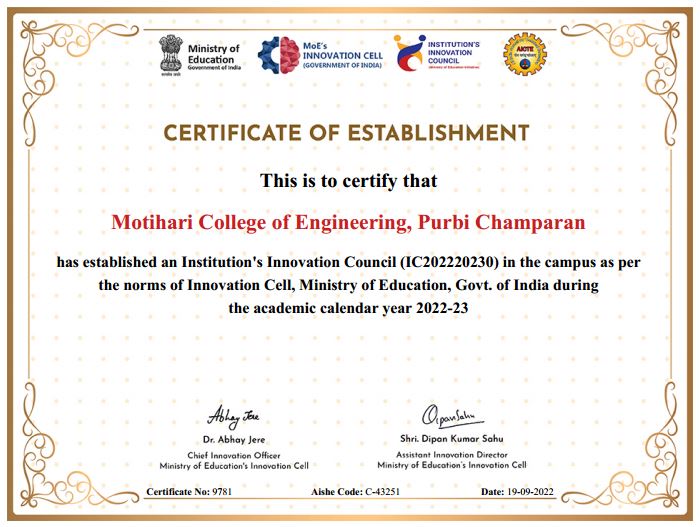 Ministry of
Education
Government of India
MoE's
INNOVATION CELL
(GOVERNMENT OF INDIA)
INSTITUTION'S
INNOVATION
COUNCIL
(Ministry of Education Initiative)
AICTE
CERTIFICATE OF ESTABLISHMENT
This is to certify that
Motihari College of Engineering, Purbi Champaran
has established an Institution's Innovation Council (IC202220230) in the campus as per
the norms of Innovation Cell, Ministry of Education, Govt. of India during
the academic calendar year 2022-23
Abhay Jere
Dipan Sahu
Dr. Abhay Jere
Shri. Dipan Kumar Sahu
Chief Innovation Officer
Assistant Innovation Director
Ministry of Education's Innovation Cell
Ministry of Education's Innovation Cell
Certificate No: 9781 Aishe Code: C-43251 Date: 19-09-2022